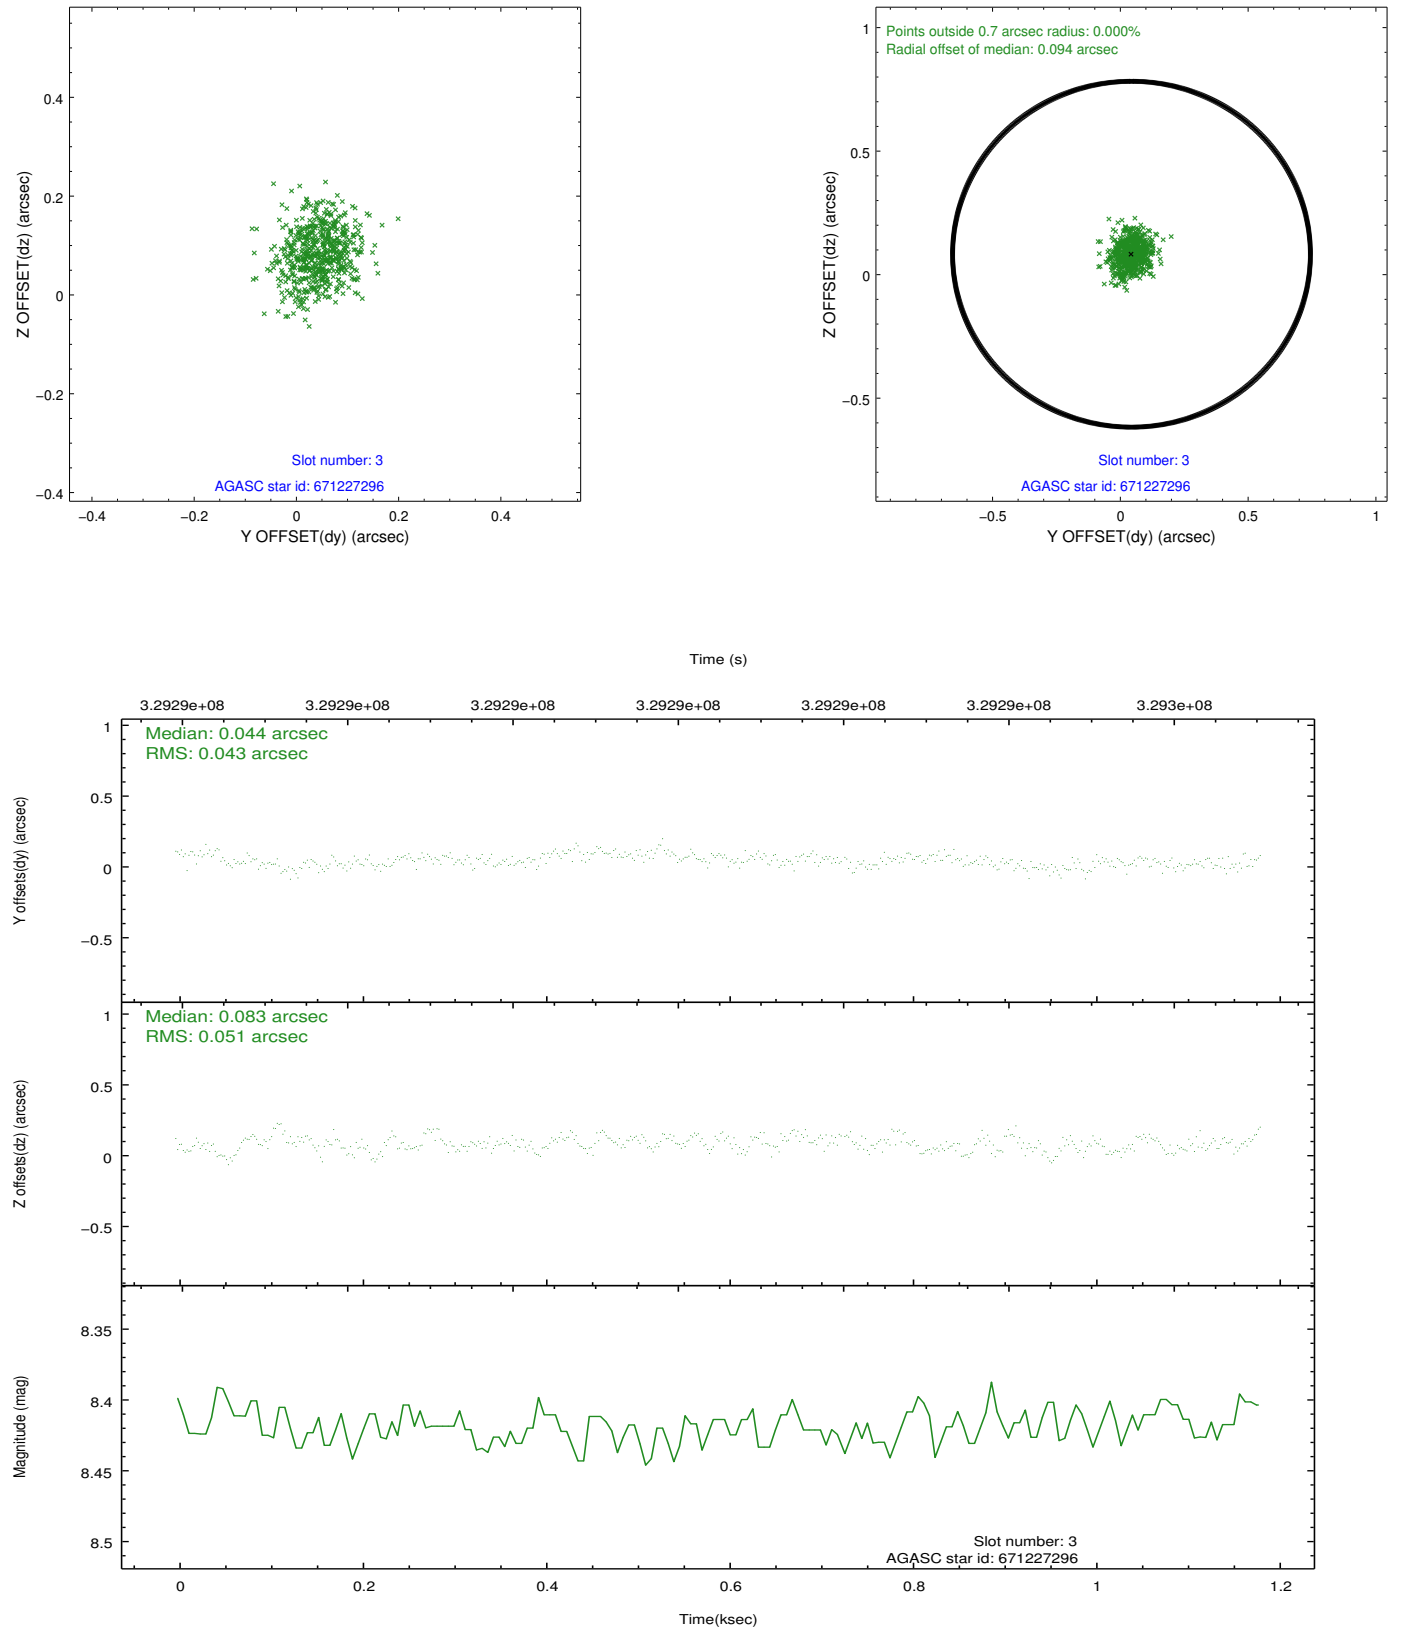 0.4
0.2
0
−0.2
−0.4
Z OFFSET(dz) (arcsec)
Slot number: 3
AGASC star id: 671227296
−0.4 −0.2 0 0.2 0.4
Y OFFSET(dy) (arcsec)
Points outside 0.7 arcsec radius: 0.000%
Radial offset of median: 0.094 arcsec
1
0.5
0
−0.5
Z OFFSET(dz) (arcsec)
Slot number: 3
AGASC star id: 671227296
−0.5 0 0.5 1
Y OFFSET(dy) (arcsec)
Time (s)
3.2929e+08 3.2929e+08 3.2929e+08 3.2929e+08 3.2929e+08 3.2929e+08 3.293e+08
Median: 0.044 arcsec
RMS: 0.043 arcsec
1
0.5
0
−0.5
Y offsets(dy) (arcsec)
Median: 0.083 arcsec
RMS: 0.051 arcsec
1
0.5
0
−0.5
Z offsets(dz) (arcsec)
8.35
8.4
8.45
8.5
Magnitude (mag)
Slot number: 3
AGASC star id: 671227296
0 0.2 0.4 0.6 0.8 1 1.2
Time(ksec)